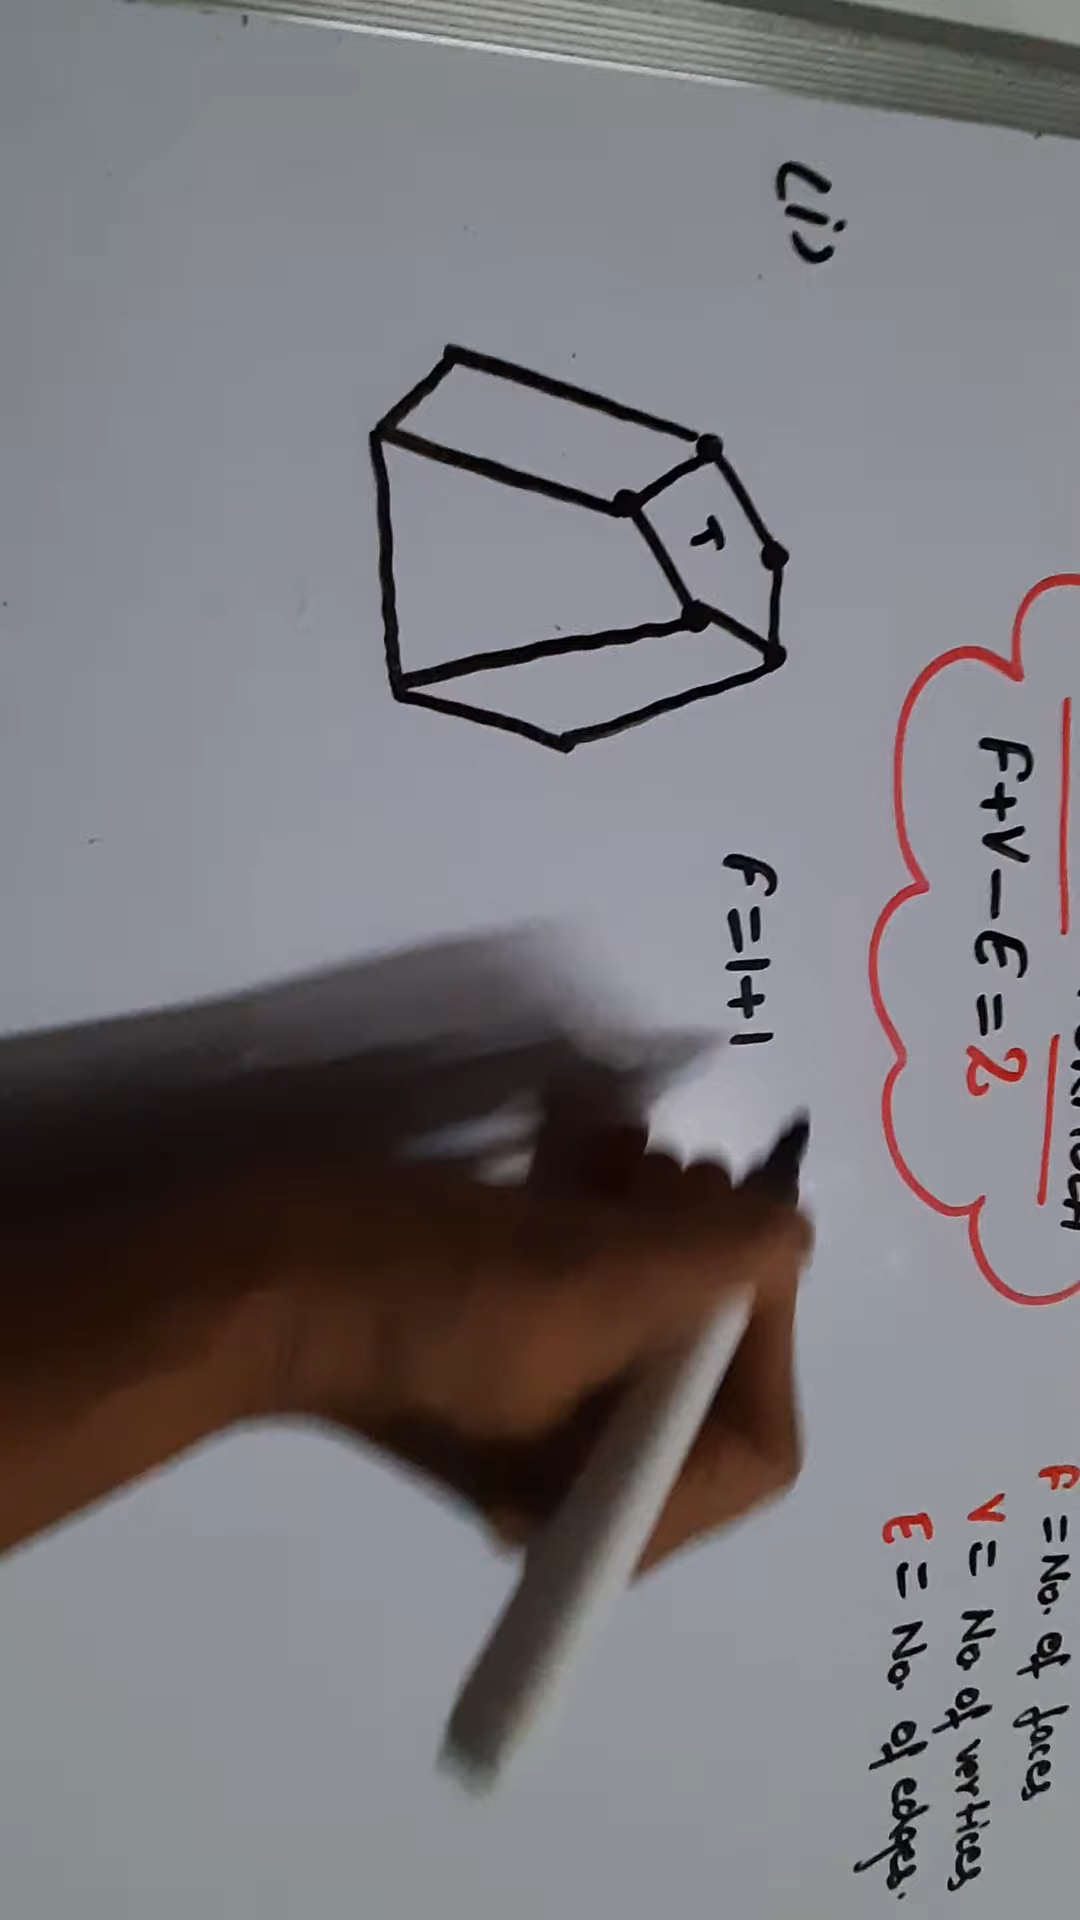 F+V-E=2
F = No. of faces
V = No of vertices
E = No. of edges.
(i)
T
F=1+1